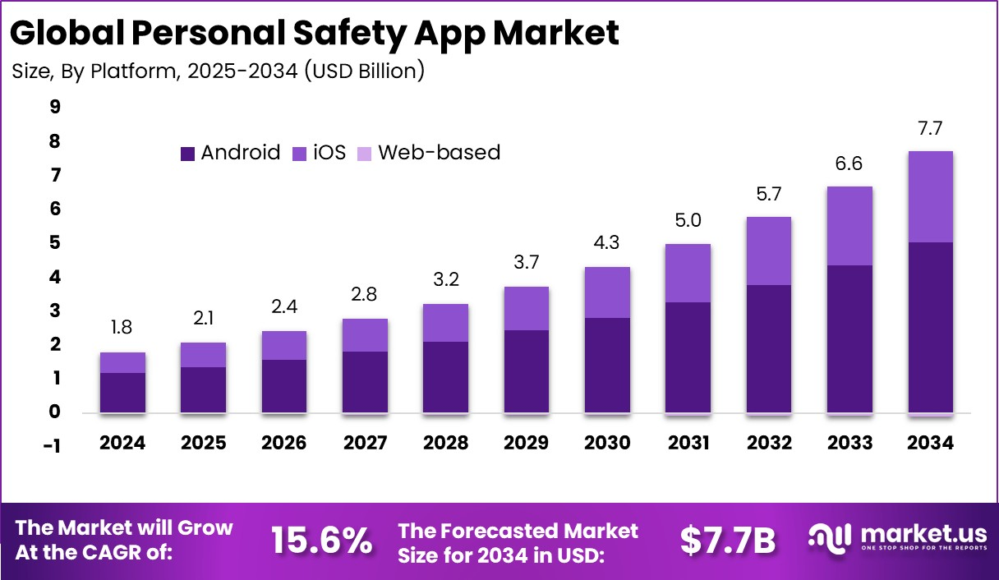 Global Personal Safety App Market
Size, By Platform, 2025-2034 (USD Billion)
9
8
7
6
5
4
3
2
1
0
-1
Android iOS Web-based
1.8
2.1
2.4
2.8
3.2
3.7
4.3
5.0
5.7
6.6
7.7
2024 2025 2026 2027 2028 2029 2030 2031 2032 2033 2034
The Market will Grow
At the CAGR of:
15.6%
The Forecasted Market
Size for 2034 in USD:
$7.7B
market.us
ONE STOP SHOP FOR THE REPORTS